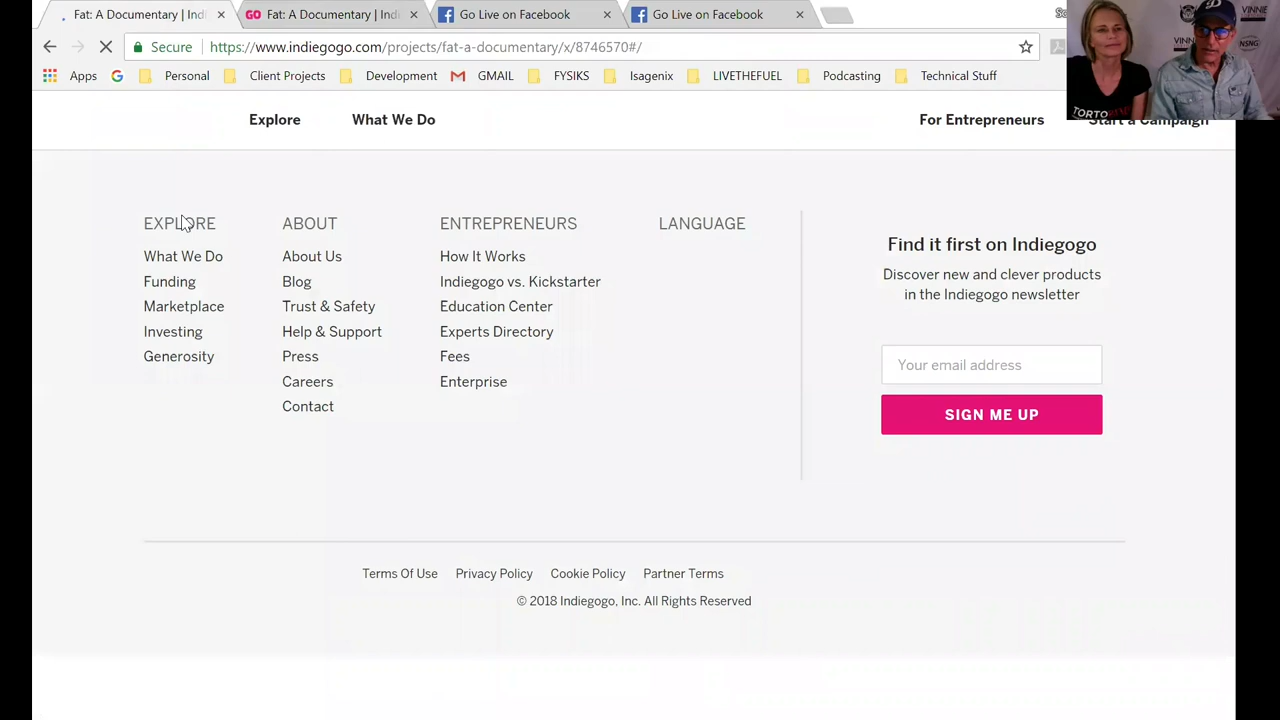 Fat: A Documentary | Indi
Fat: A Documentary | Indi
Go Live on Facebook
Go Live on Facebook
Secure
https://www.indiegogo.com/projects/fat-a-documentary/x/8746570#/
Apps
Personal
Client Projects
Development
GMAIL
FYSIKS
Isagenix
LIVETHEFUEL
Podcasting
Technical Stuff
VINNIE
VINNIE
NSNG
Explore
What We Do
For Entrepreneurs
Start a Campaign
EXPLORE
What We Do
Funding
Marketplace
Investing
Generosity
ABOUT
About Us
Blog
Trust & Safety
Help & Support
Press
Careers
Contact
ENTREPRENEURS
How It Works
Indiegogo vs. Kickstarter
Education Center
Experts Directory
Fees
Enterprise
LANGUAGE
Find it first on Indiegogo
Discover new and clever products
in the Indiegogo newsletter
Your email address
SIGN ME UP
Terms Of Use
Privacy Policy
Cookie Policy
Partner Terms
© 2018 Indiegogo, Inc. All Rights Reserved